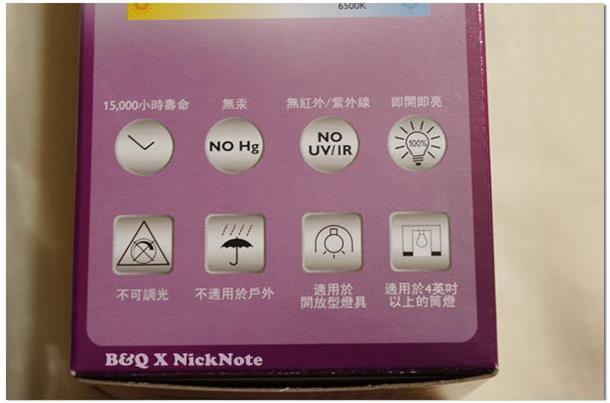 6500K
15,000小時壽命
無汞
無紅外/紫外線
即開即亮
NO Hg
NO
UV/IR
100%
不可調光
不適用於戶外
適用於
開放型燈具
適用於4英吋
以上的筒燈
B&Q X NickNote